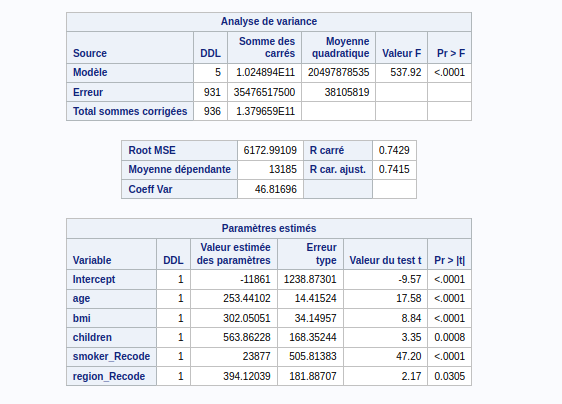 Analyse de variance
Source DDL Somme des carrés Moyenne quadratique Valeur F Pr > F
Modèle 5 1.024894E11 20497878535 537.92 <.0001
Erreur 931 35476517500 38105819
Total sommes corrigées 936 1.379659E11
Root MSE 6172.99109 R carré 0.7429
Moyenne dépendante 13185 R car. ajust. 0.7415
Coeff Var 46.81696
Paramètres estimés
Variable DDL Valeur estimée des paramètres Erreur type Valeur du test t Pr > |t|
Intercept 1 -11861 1238.87301 -9.57 <.0001
age 1 253.44102 14.41524 17.58 <.0001
bmi 1 302.05051 34.14957 8.84 <.0001
children 1 563.86228 168.35244 3.35 0.0008
smoker_Recode 1 23877 505.81383 47.20 <.0001
region_Recode 1 394.12039 181.88707 2.17 0.0305